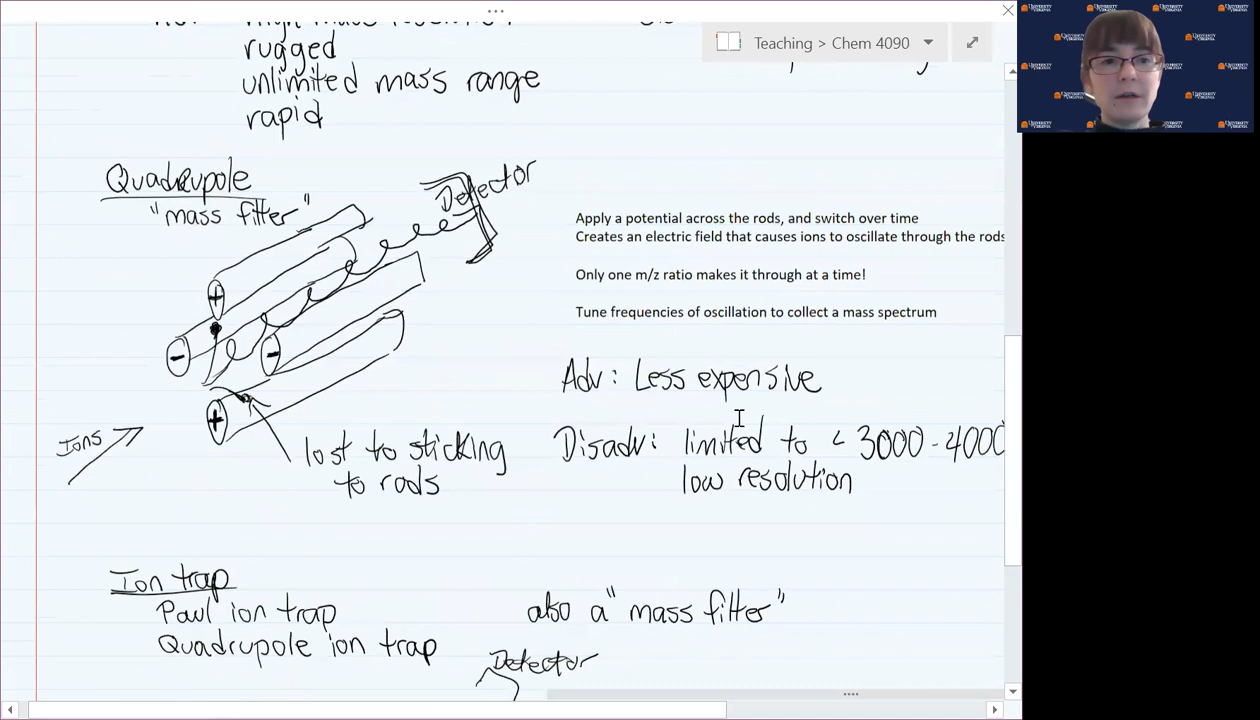 rugged
unlimited mass range
rapid
Teaching > Chem 4090
Quadrupole
"mass filter"
Detector
+
-
-
+
Ions
lost to sticking
to rods
Apply a potential across the rods, and switch over time
Creates an electric field that causes ions to oscillate through the rods
Only one m/z ratio makes it through at a time!
Tune frequencies of oscillation to collect a mass spectrum
Adv: Less expensive
Disadv: limited to < 3000 - 4000
low resolution
Ion trap
Paul ion trap
Quadrupole ion trap
also a "mass filter"
Detector